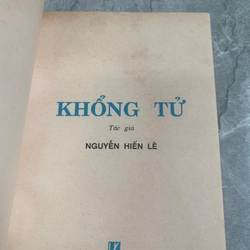 KHỔNG TỬ
Tác giả
NGUYỄN HIẾN LÊ